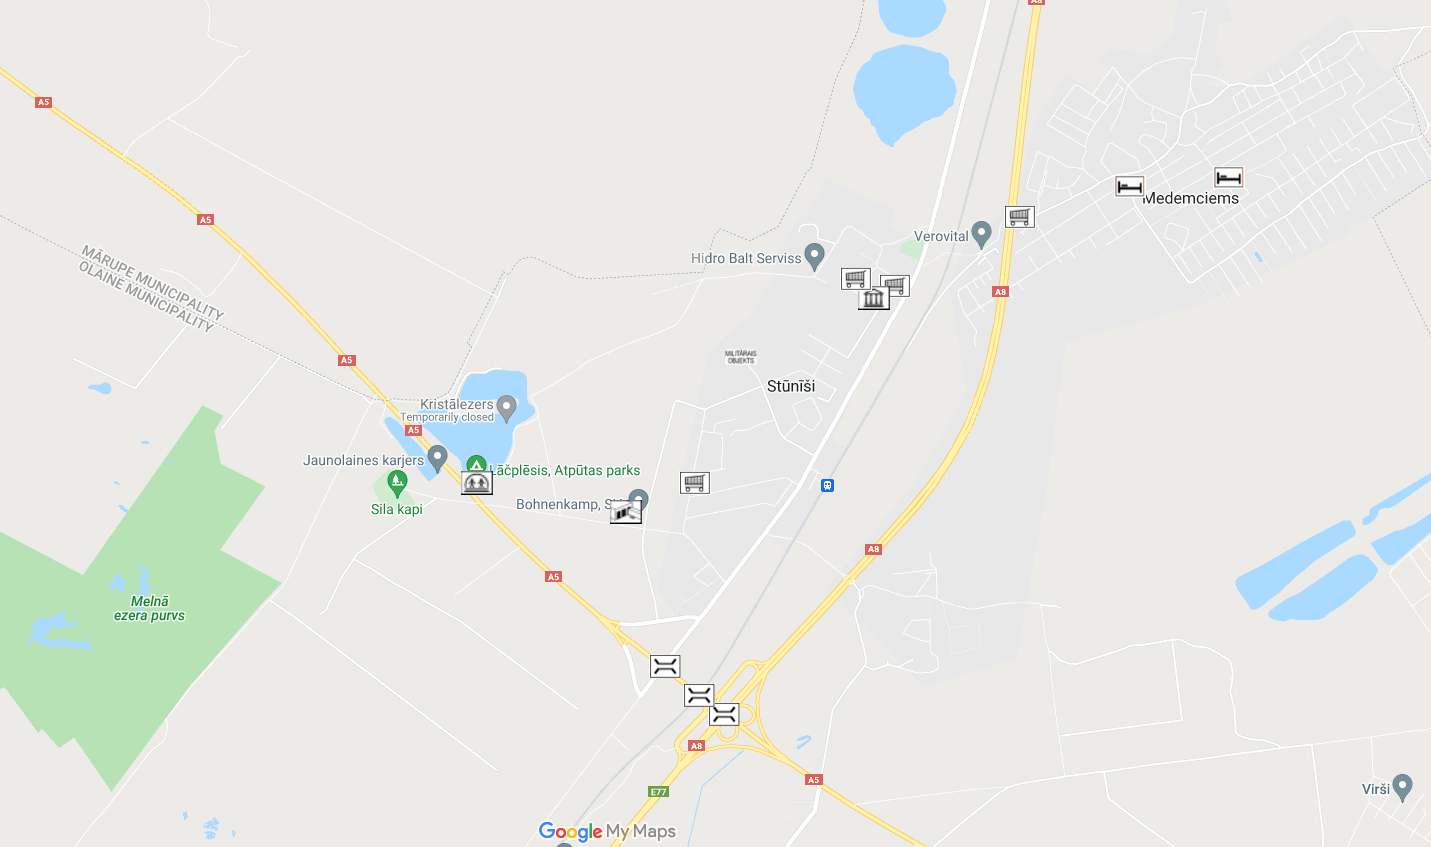 A8
A5
Medemciems
A5
Verovital
Hidro Balt Serviss
MĀRUPE MUNICIPALITY
OLAINE MUNICIPALITY
A8
MILITĀRAIS
OBJEKTS
A5
Stūnīši
Kristālezers
Temporarily closed
A5
Jaunolaines karjers
Lāčplēsis, Atpūtas parks
Sila kapi
Bohnenkamp,
A8
A5
Melnā
ezera purvs
A8
A5
E77
Virši
Google My Maps